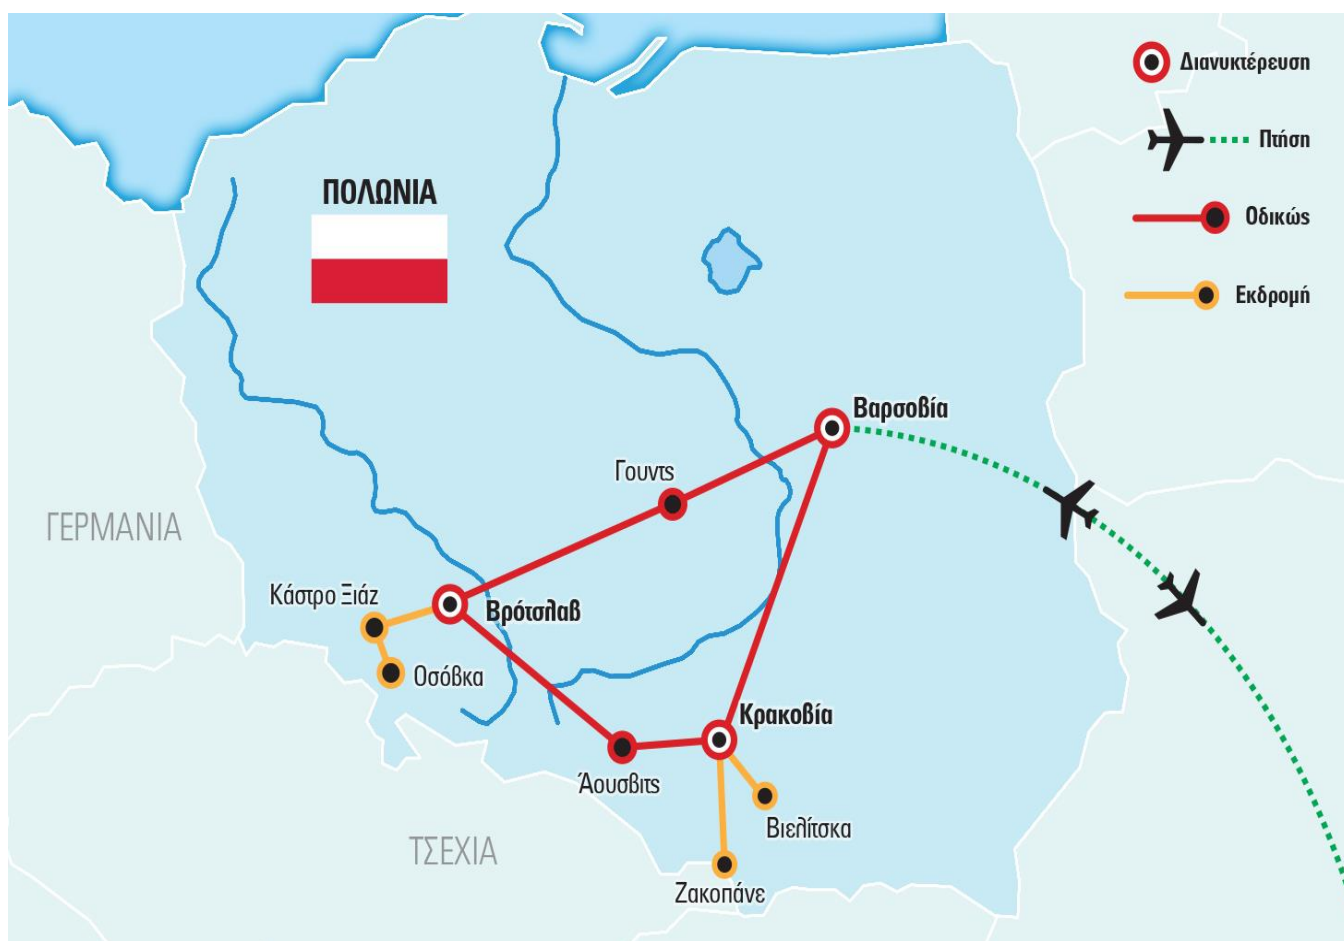 Διανυκτέρευση
Πτήση
Οδικώς
Εκδρομή
ΠΟΛΩΝΙΑ
Βαρσοβία
Γουντς
ΓΕΡΜΑΝΙΑ
Κάστρο Ξιάζ
Βρότσλαβ
Οσόβκα
Κρακοβία
Άουσβιτς
Βιελίτσκα
ΤΣΕΧΙΑ
Ζακοπάνε